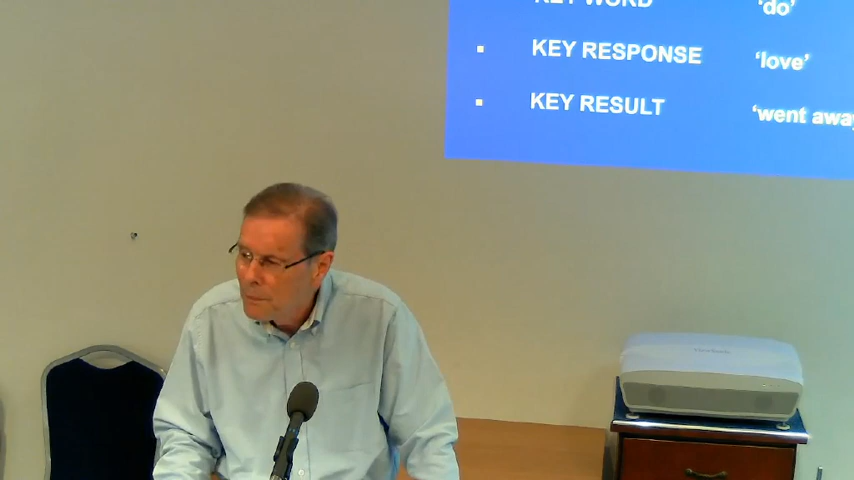 KEY WORD 'do'
KEY RESPONSE 'love'
KEY RESULT 'went away